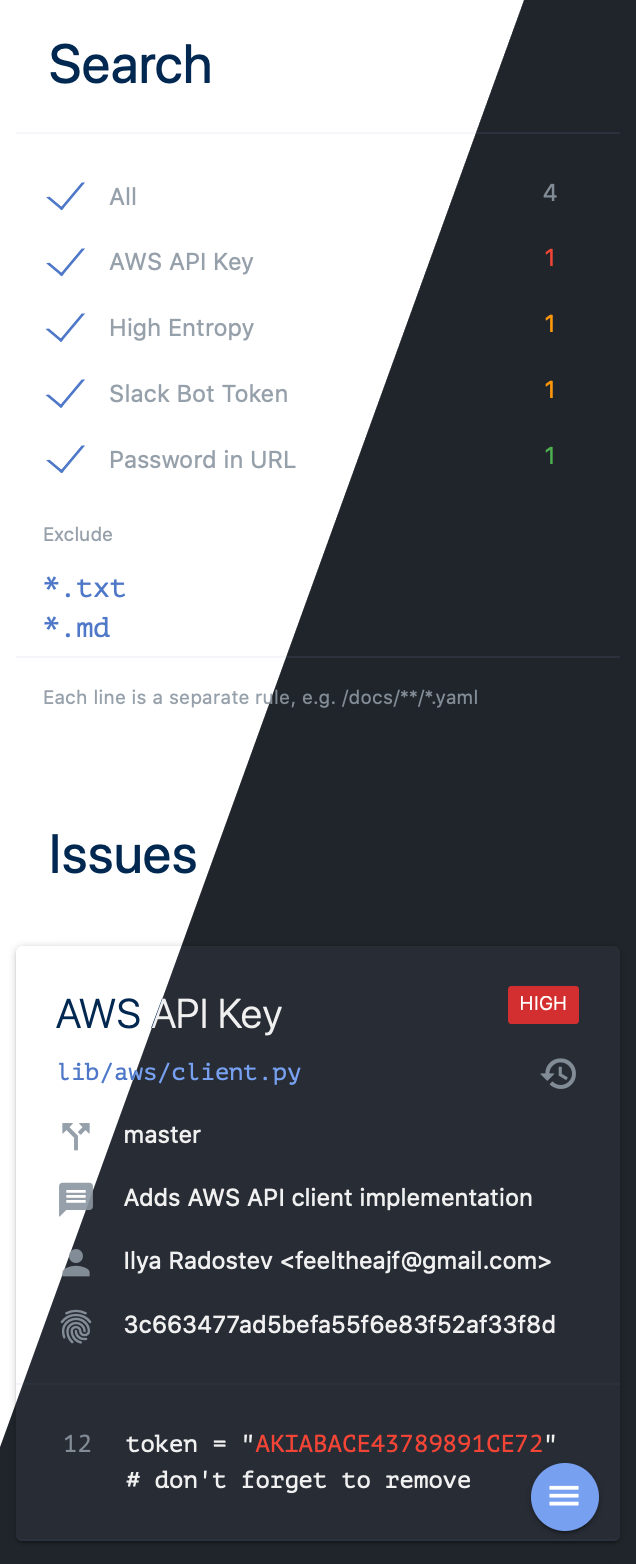 Search
All 4
AWS API Key 1
High Entropy 1
Slack Bot Token 1
Password in URL 1
Exclude
*.txt
*.md
Each line is a separate rule, e.g. /docs/**/*.yaml
Issues
AWS API Key HIGH
lib/aws/client.py
master
Adds AWS API client implementation
Ilya Radostev <feeltheajf@gmail.com>
3c663477ad5befa55f6e83f52af33f8d
12 token = "AKIABACE43789891CE72"
# don't forget to remove